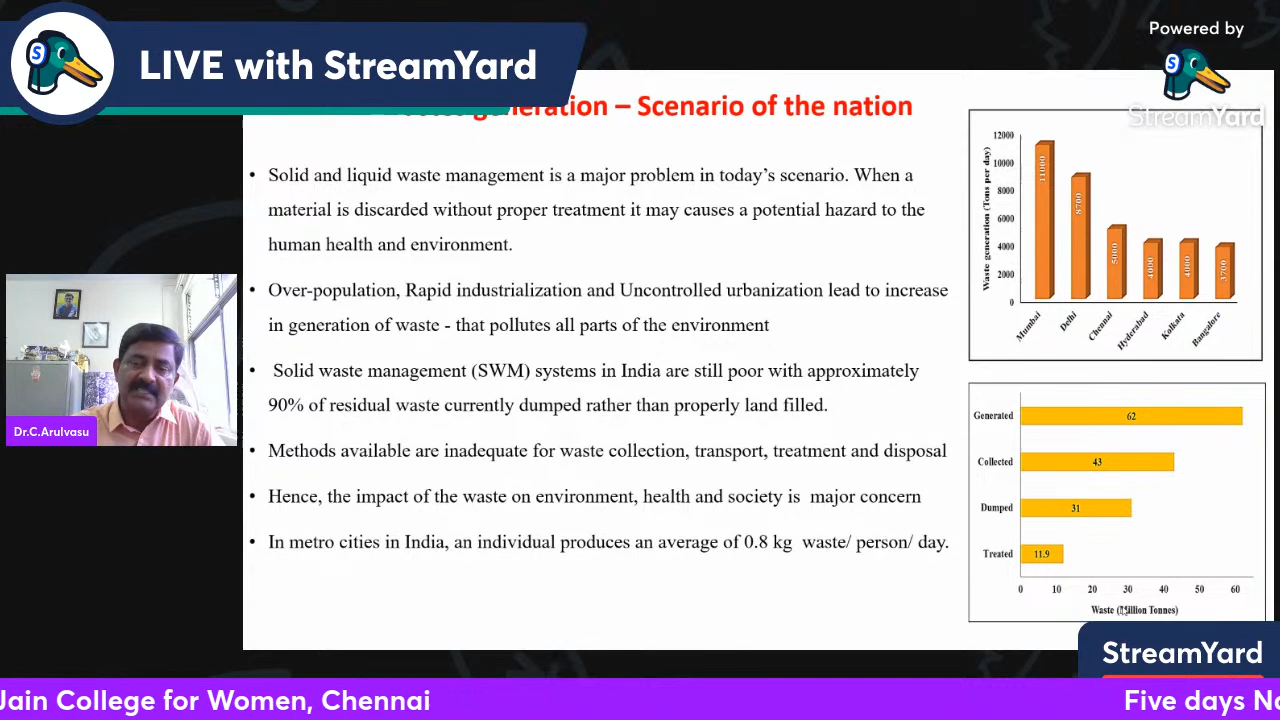 LIVE with StreamYard
Powered by
StreamYard
– Scenario of the nation
• Solid and liquid waste management is a major problem in today’s scenario. When a
material is discarded without proper treatment it may causes a potential hazard to the
human health and environment.
• Over-population, Rapid industrialization and Uncontrolled urbanization lead to increase
in generation of waste - that pollutes all parts of the environment
• Solid waste management (SWM) systems in India are still poor with approximately
90% of residual waste currently dumped rather than properly land filled.
• Methods available are inadequate for waste collection, transport, treatment and disposal
• Hence, the impact of the waste on environment, health and society is major concern
• In metro cities in India, an individual produces an average of 0.8 kg waste/ person/ day.
Waste generation (Tons per day)
12000
10000
8000
6000
4000
2000
0
11000
8700
5000
4000
4000
3700
Mumbai
Delhi
Chennai
Hyderabad
Kolkata
Bangalore
Generated
62
Collected
43
Dumped
31
Treated
11.9
0 10 20 30 40 50 60
Waste (Million Tonnes)
Dr.C.Arulvasu
StreamYard
Jain College for Women, Chennai
Five days